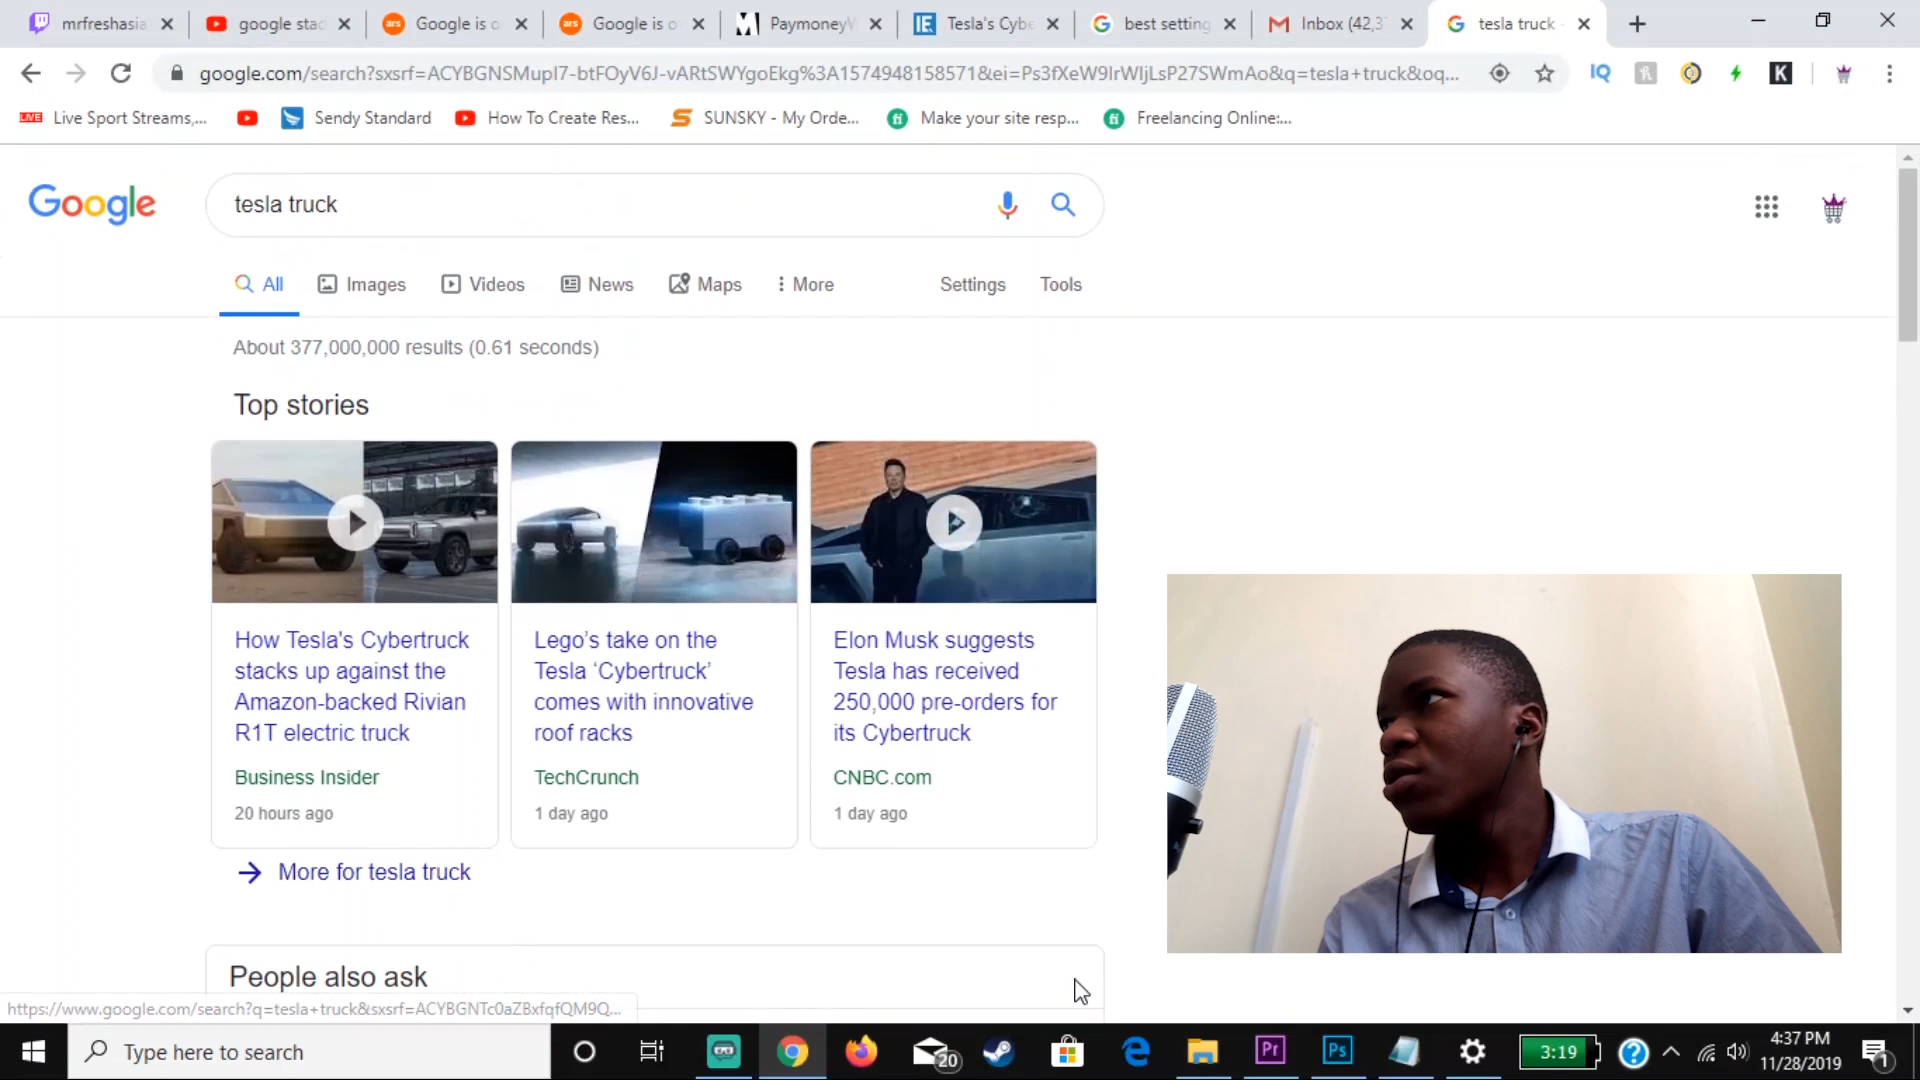 mrfreshasia
google stac
Google is o
Google is o
PaymoneyW
Tesla's Cybe
best setting
Inbox (42,3
tesla truck -
google.com/search?sxsrf=ACYBGNSMupI7-btFOyV6J-vARtSWYgoEkg%3A1574948158571&ei=Ps3fXeW9IrWIjLsP27SWmAo&q=tesla+truck&oq...
LIVE Live Sport Streams,...
Sendy Standard
How To Create Res...
SUNSKY - My Orde...
Make your site resp...
Freelancing Online:...
Google
tesla truck
All
Images
Videos
News
Maps
More
Settings
Tools
About 377,000,000 results (0.61 seconds)
Top stories
How Tesla's Cybertruck
stacks up against the
Amazon-backed Rivian
R1T electric truck
Business Insider
20 hours ago
Lego's take on the
Tesla 'Cybertruck'
comes with innovative
roof racks
TechCrunch
1 day ago
Elon Musk suggests
Tesla has received
250,000 pre-orders for
its Cybertruck
CNBC.com
1 day ago
More for tesla truck
People also ask
https://www.google.com/search?q=tesla+truck&sxsrf=ACYBGNTc0aZBxfqfQM9Q...
Type here to search
20
Pr
Ps
3:19
4:37 PM
11/28/2019
1